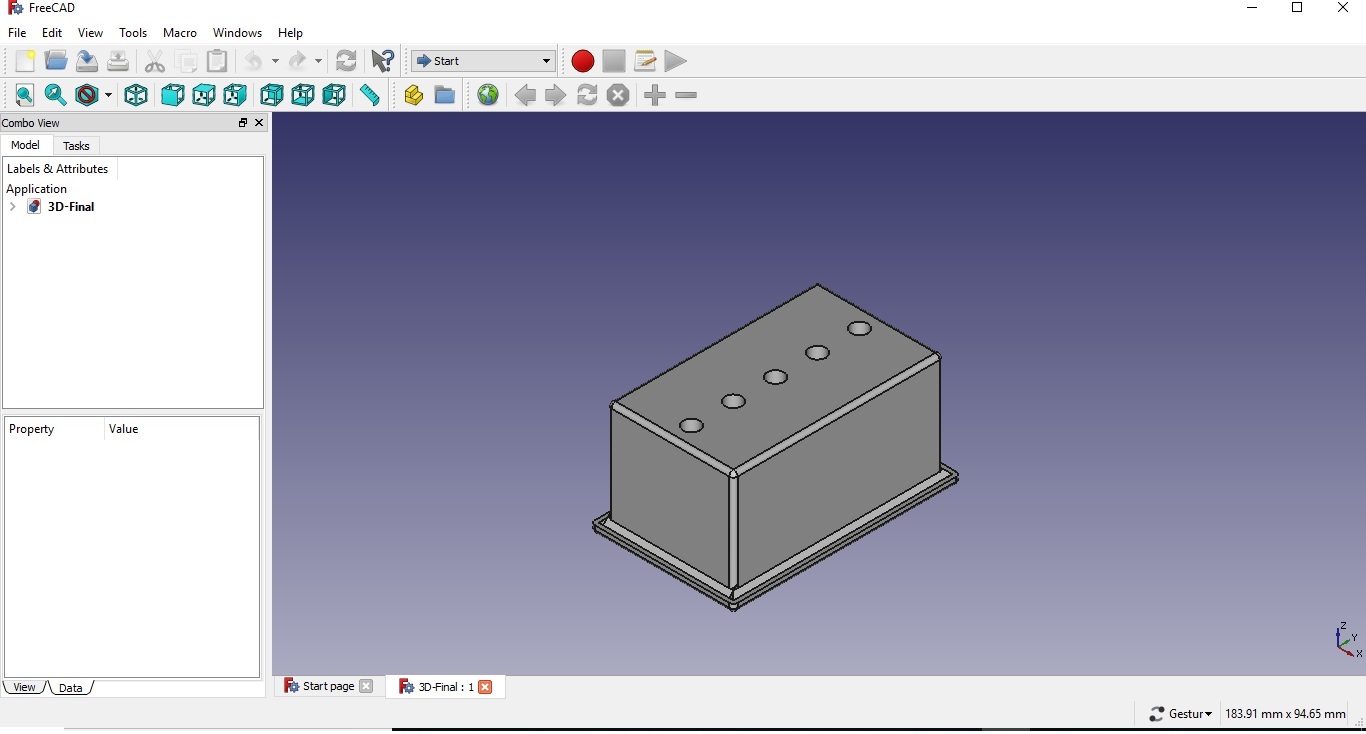 FreeCAD
File Edit View Tools Macro Windows Help
Start
Combo View
Model Tasks
Labels & Attributes
Application
3D-Final
Property Value
View Data
Start page 3D-Final : 1
Z
Y
X
Gestur 183.91 mm x 94.65 mm